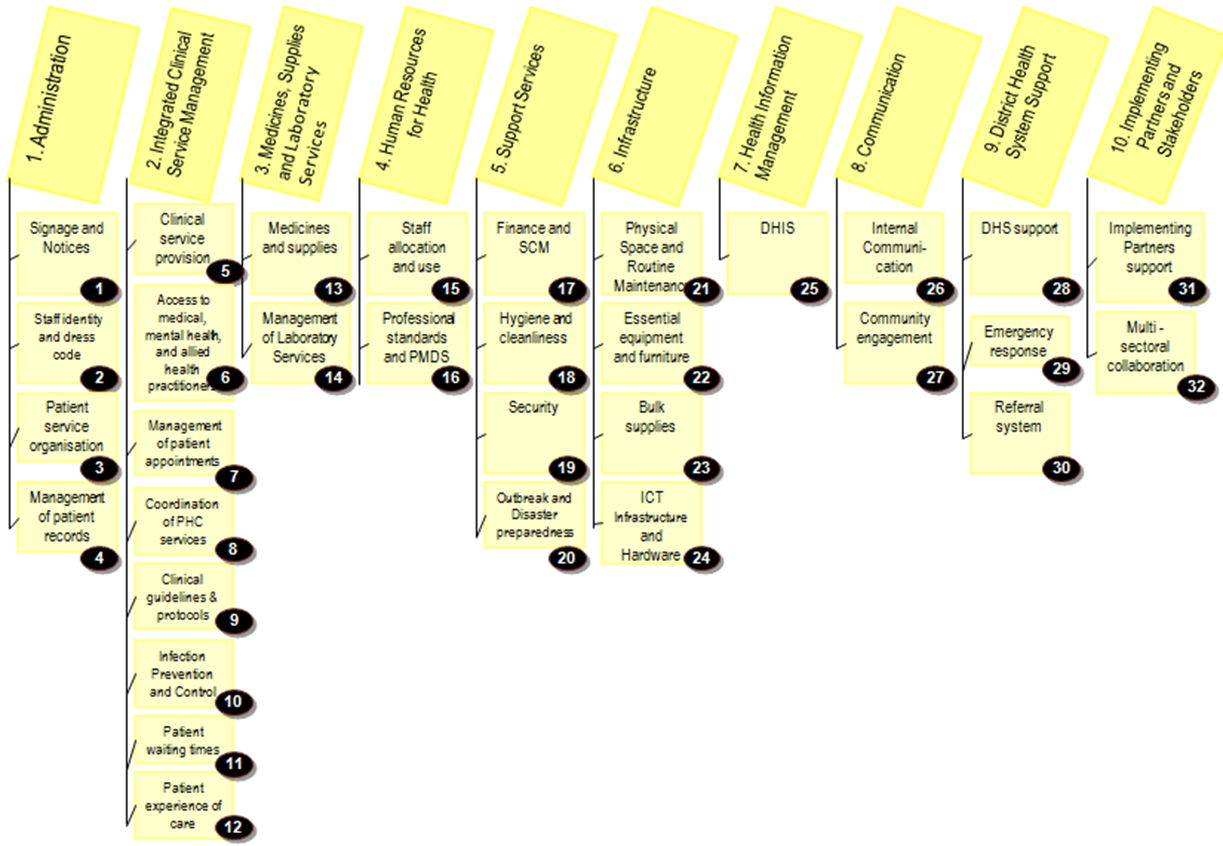 1. Administration
Signage and
Notices
1
Staff identity
and dress
code
2
Patient
service
organisation
3
Management
of patient
records
4
2. Integrated Clinical
Service Management
Clinical
service
provision
5
Access to
medical,
mental health,
and allied
health
practitioners
6
Management
of patient
appointments
7
Coordination
of PHC
services
8
Clinical
guidelines &
protocols
9
Infection
Prevention
and Control
10
Patient
waiting times
11
Patient
experience of
care
12
3. Medicines, Supplies
and Laboratory
Services
Medicines
and supplies
13
Management
of Laboratory
Services
14
4. Human Resources
for Health
Staff
allocation
and use
15
Professional
standards
and PMDS
16
5. Support Services
Finance and
SCM
17
Hygiene and
cleanliness
18
Security
19
Outbreak and
Disaster
preparedness
20
6. Infrastructure
Physical
Space and
Routine
Maintenance
21
Essential
equipment
and furniture
22
Bulk
supplies
23
ICT
Infrastructure
and
Hardware
24
7. Health Information
Management
DHIS
25
8. Communication
Internal
Communi-
cation
26
Community
engagement
27
9. District Health
System Support
DHS support
28
Emergency
response
29
Referral
system
30
10. Implementing
Partners and
Stakeholders
Implementing
Partners
support
31
Multi -
sectoral
collaboration
32